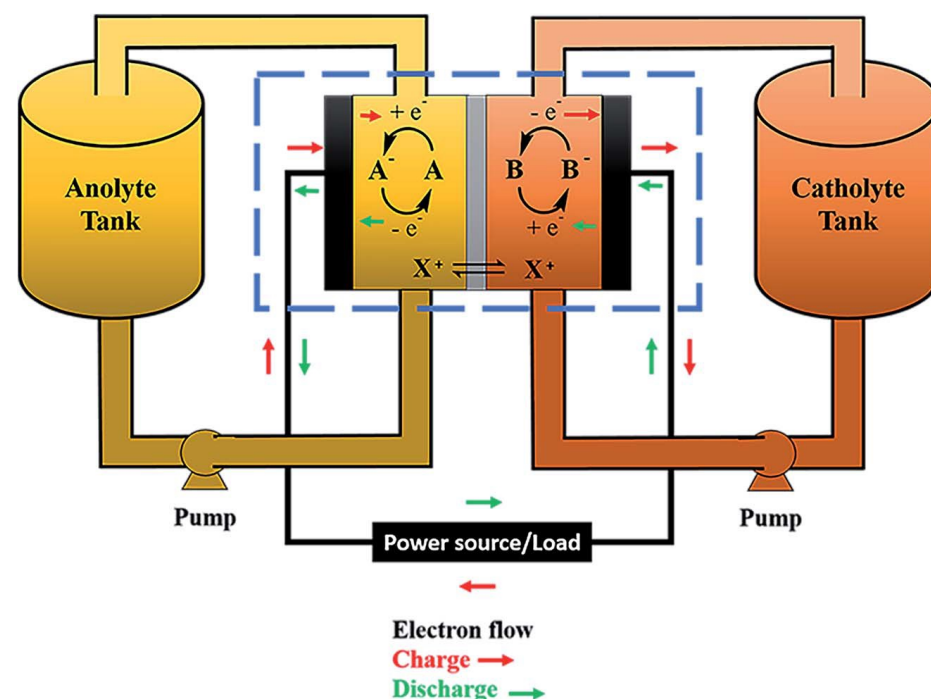 Anolyte
Tank
+ e⁻
A⁻ A
- e⁻
X⁺
- e⁻
B B⁻
+ e⁻
X⁺
Catholyte
Tank
Pump
Pump
Power source/Load
Electron flow
Charge
Discharge